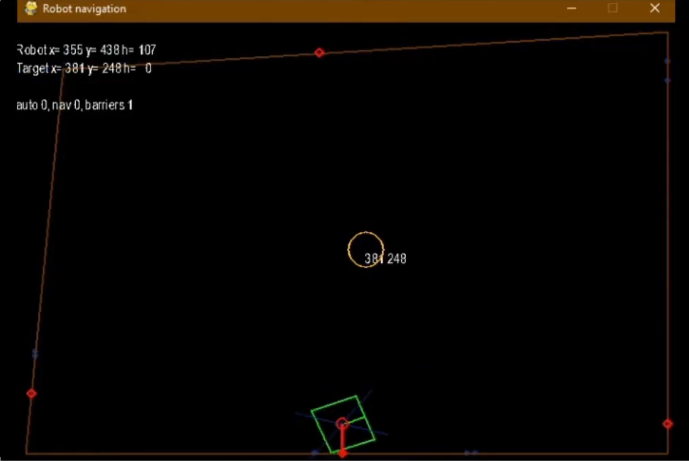 Robot navigation
Robot x= 355 y= 438 h= 107
Target x= 381 y= 248 h= 0
auto 0, nav 0, barriers 1
381 248